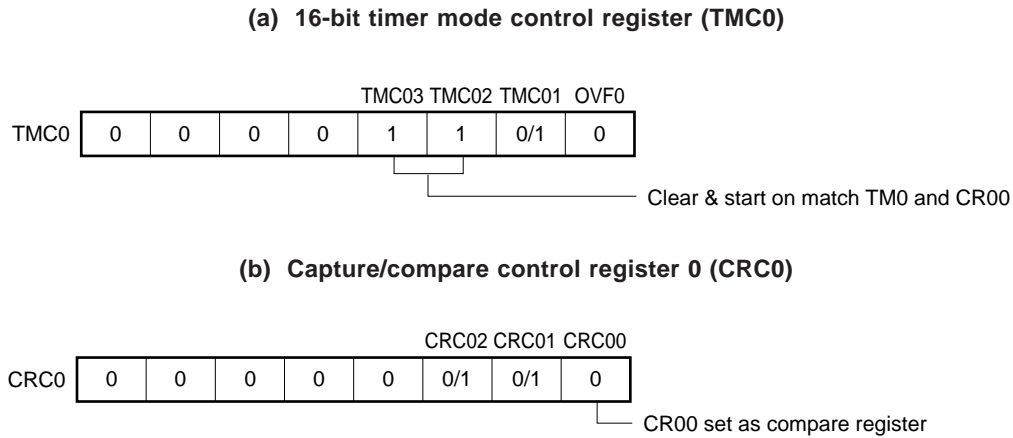 (a) 16-bit timer mode control register (TMC0)
TMC03 TMC02 TMC01 OVF0
TMC0 0 0 0 0 1 1 0/1 0
Clear & start on match TM0 and CR00
(b) Capture/compare control register 0 (CRC0)
CRC02 CRC01 CRC00
CRC0 0 0 0 0 0 0/1 0/1 0
CR00 set as compare register